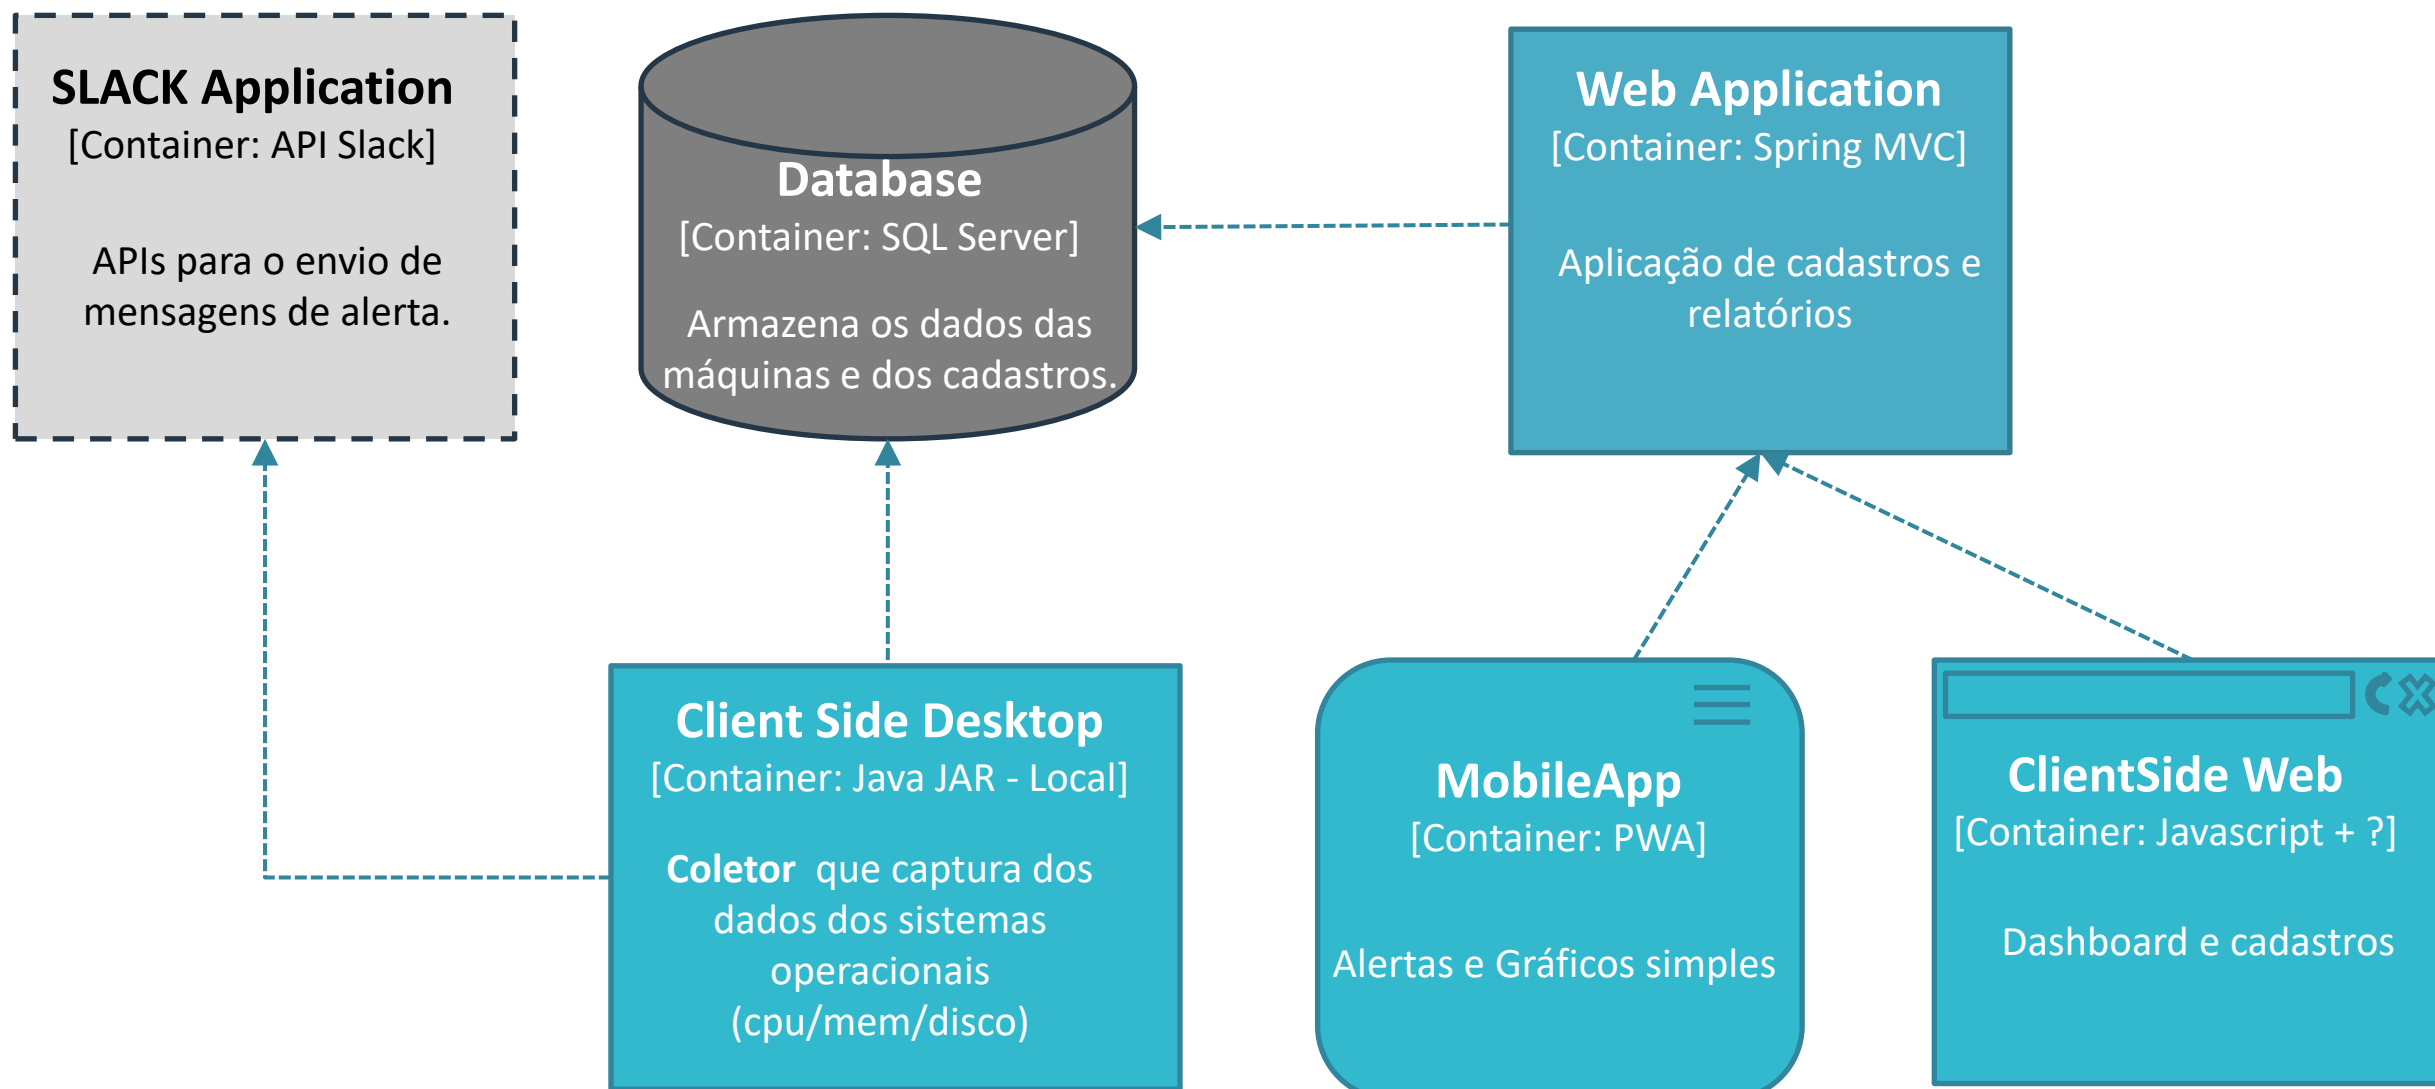 SLACK Application
[Container: API Slack]
APIs para o envio de
mensagens de alerta.
Database
[Container: SQL Server]
Armazena os dados das
máquinas e dos cadastros.
Web Application
[Container: Spring MVC]
Aplicação de cadastros e
relatórios
Client Side Desktop
[Container: Java JAR - Local]
Coletor que captura dos
dados dos sistemas
operacionais
(cpu/mem/disco)
MobileApp
[Container: PWA]
Alertas e Gráficos simples
ClientSide Web
[Container: Javascript + ?]
Dashboard e cadastros